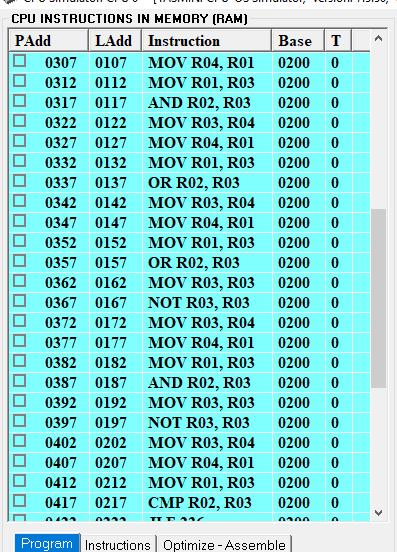 CPU INSTRUCTIONS IN MEMORY (RAM)
PAdd LAdd Instruction Base T
0307 0107 MOV R04, R01 0200 0
0312 0112 MOV R01, R03 0200 0
0317 0117 AND R02, R03 0200 0
0322 0122 MOV R03, R04 0200 0
0327 0127 MOV R04, R01 0200 0
0332 0132 MOV R01, R03 0200 0
0337 0137 OR R02, R03 0200 0
0342 0142 MOV R03, R04 0200 0
0347 0147 MOV R04, R01 0200 0
0352 0152 MOV R01, R03 0200 0
0357 0157 OR R02, R03 0200 0
0362 0162 MOV R03, R03 0200 0
0367 0167 NOT R03, R03 0200 0
0372 0172 MOV R03, R04 0200 0
0377 0177 MOV R04, R01 0200 0
0382 0182 MOV R01, R03 0200 0
0387 0187 AND R02, R03 0200 0
0392 0192 MOV R03, R03 0200 0
0397 0197 NOT R03, R03 0200 0
0402 0202 MOV R03, R04 0200 0
0407 0207 MOV R04, R01 0200 0
0412 0212 MOV R01, R03 0200 0
0417 0217 CMP R02, R03 0200 0
Program Instructions Optimize - Assemble